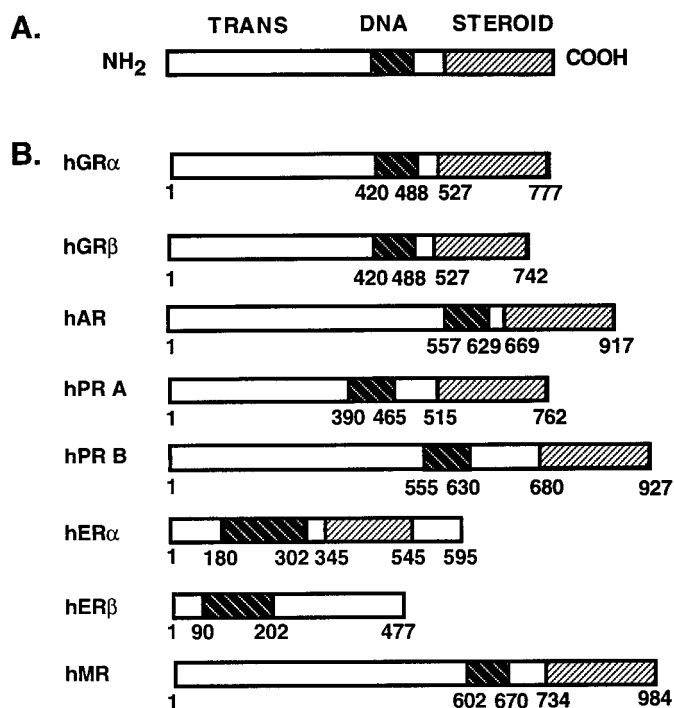 A.
TRANS DNA STEROID
NH2 COOH
B.
hGRα
1 420 488 527 777
hGRβ
1 420 488 527 742
hAR
1 557 629 669 917
hPR A
1 390 465 515 762
hPR B
1 555 630 680 927
hERα
1 180 302 345 545 595
hERβ
1 90 202 477
hMR
1 602 670 734 984